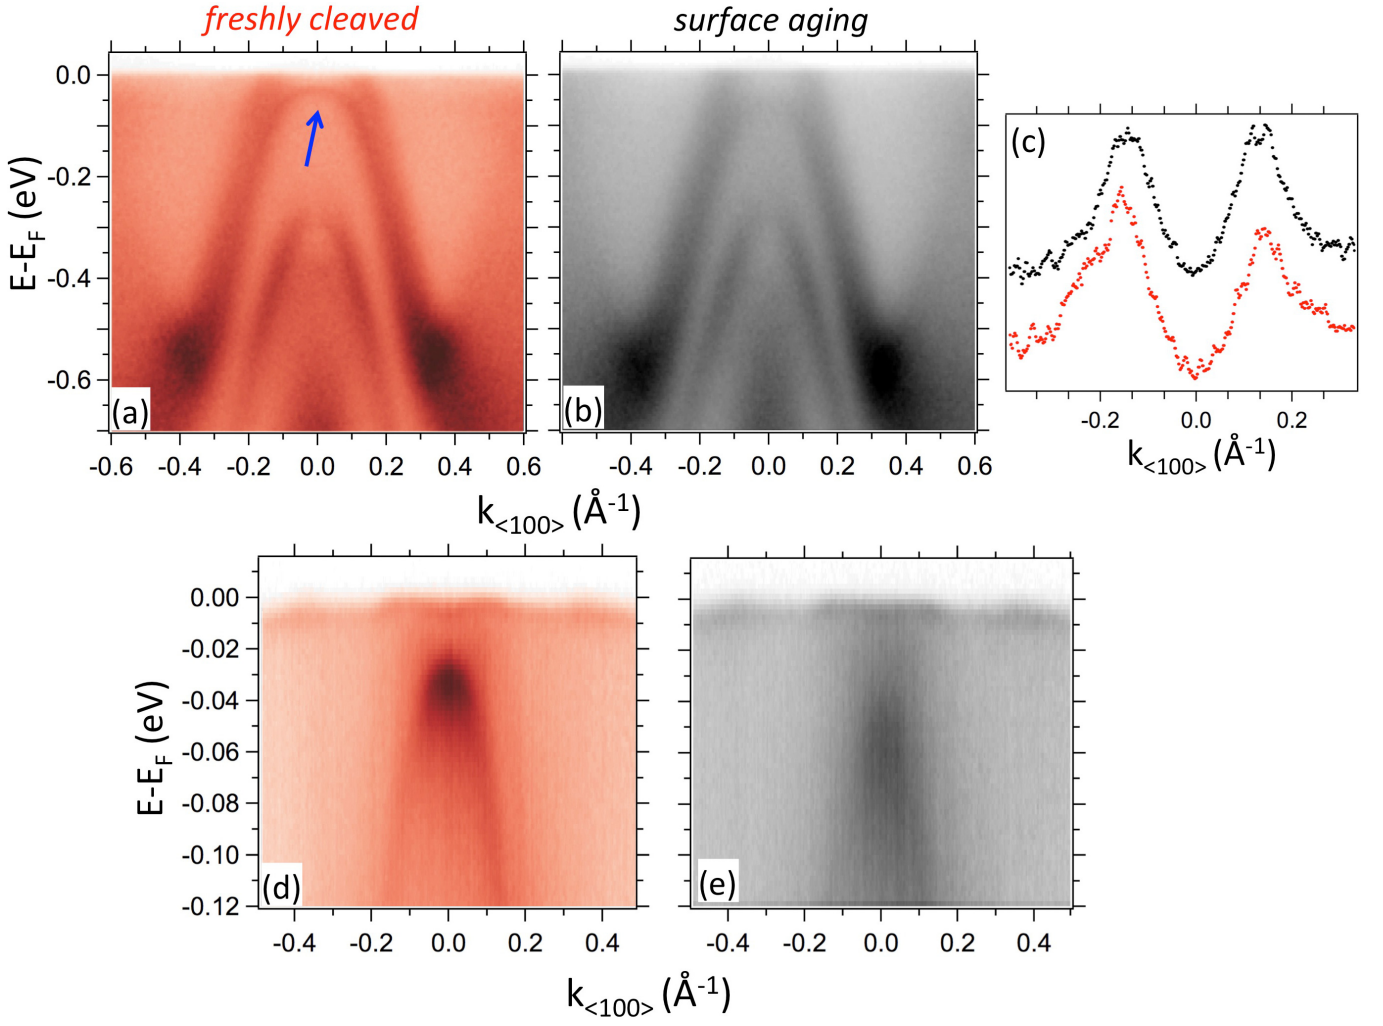 freshly cleaved
surface aging
0.0
-0.2
-0.4
-0.6
E-E_F (eV)
(a)
(b)
-0.6 -0.4 -0.2 0.0 0.2 0.4 0.6
-0.4 -0.2 0.0 0.2 0.4 0.6
k<100> (Å-1)
(c)
-0.2 0.0 0.2
k<100> (Å-1)
0.00
-0.02
-0.04
-0.06
-0.08
-0.10
-0.12
E-E_F (eV)
(d)
(e)
-0.4 -0.2 0.0 0.2 0.4
-0.4 -0.2 0.0 0.2 0.4
k<100> (Å-1)